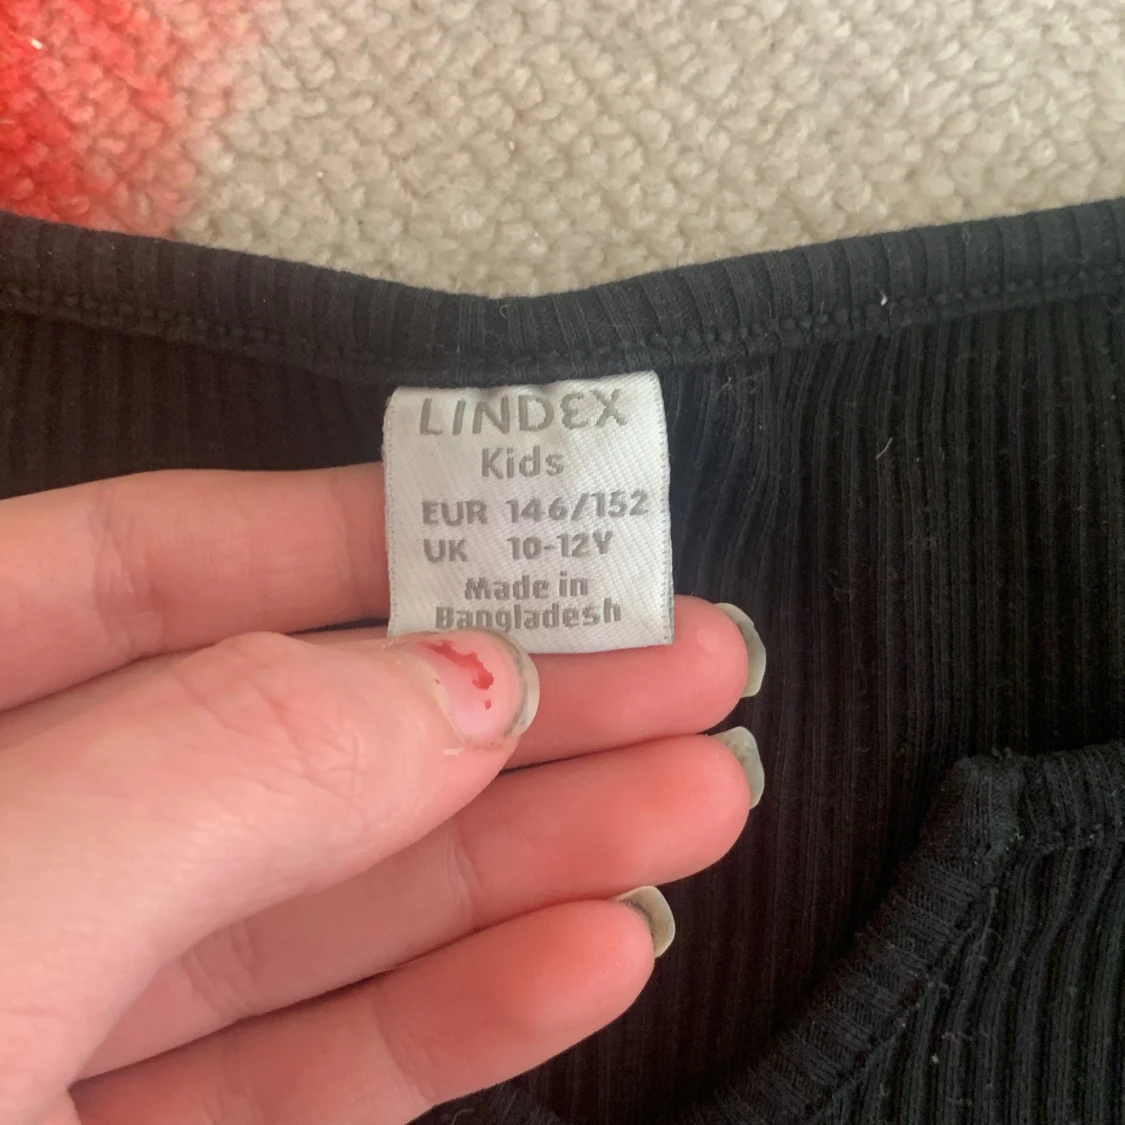 LINDEX
Kids
EUR 146/152
UK 10-12Y
Made in
Bangladesh